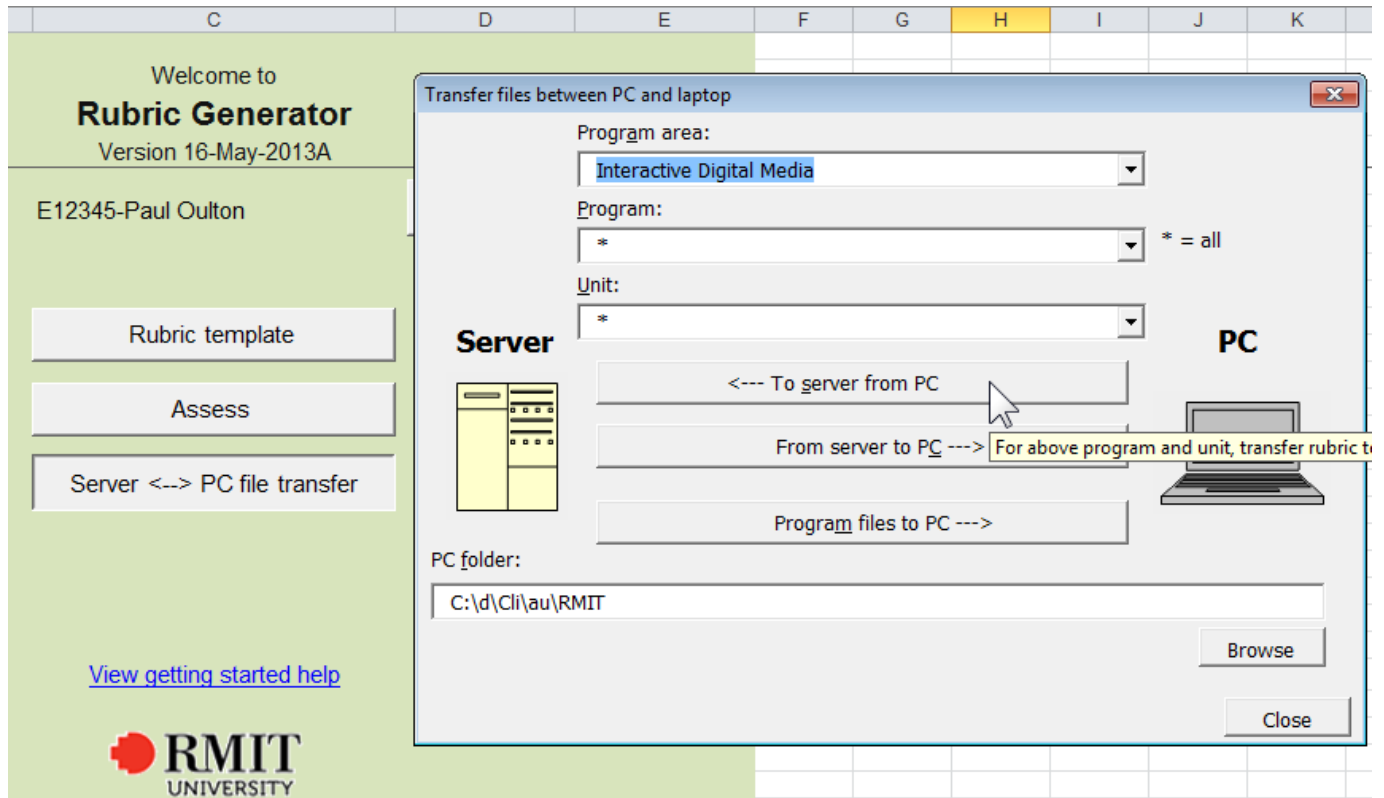 C D E F G H I J K
Welcome to
Rubric Generator
Version 16-May-2013A
E12345-Paul Oulton
Rubric template
Assess
Server <--> PC file transfer
View getting started help
RMIT
UNIVERSITY
Transfer files between PC and laptop
Program area:
Interactive Digital Media
Program:
* * = all
Unit:
*
Server
PC
<--- To server from PC
From server to PC --->
For above program and unit, transfer rubric
Program files to PC --->
PC folder:
C:\d\Cli\au\RMIT
Browse
Close